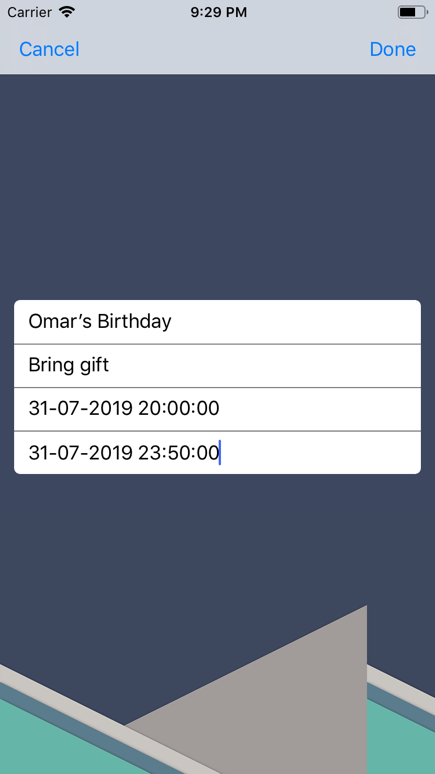 Carrier 9:29 PM
Cancel Done
Omar’s Birthday
Bring gift
31-07-2019 20:00:00
31-07-2019 23:50:00